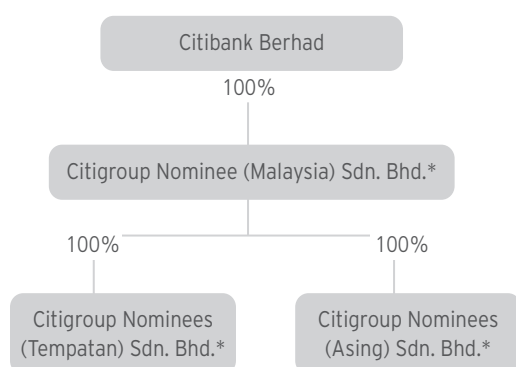 Citibank Berhad
100%
Citigroup Nominee (Malaysia) Sdn. Bhd.*
100%
100%
Citigroup Nominees
(Tempatan) Sdn. Bhd.*
Citigroup Nominees
(Asing) Sdn. Bhd.*